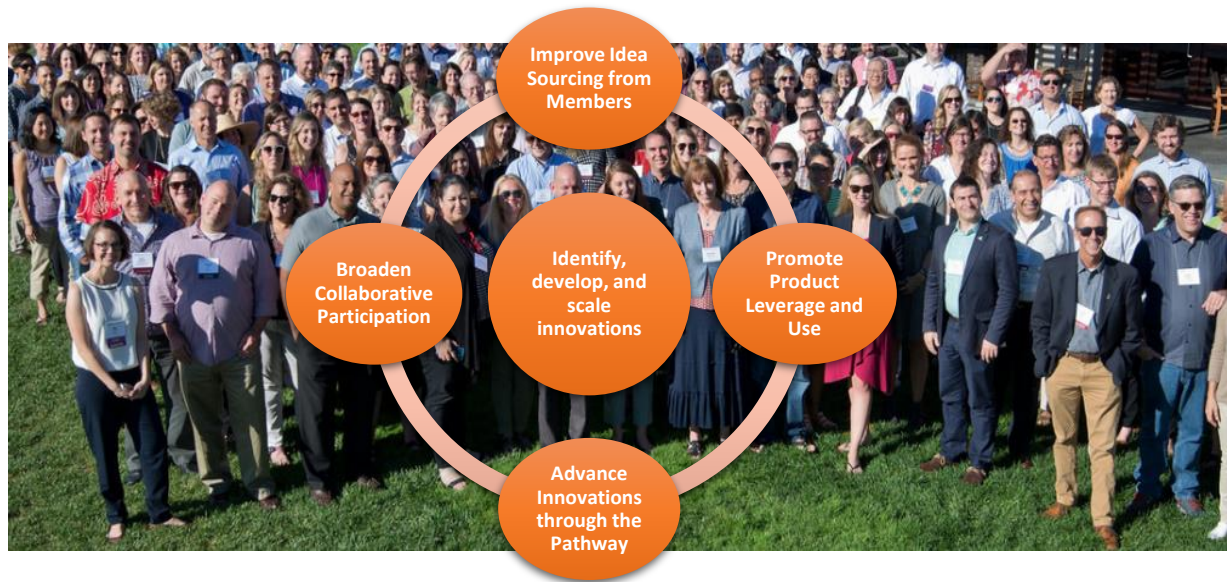 Improve Idea
Sourcing from
Members
Broaden
Collaborative
Participation
Identify,
develop, and
scale
innovations
Promote
Product
Leverage and
Use
Advance
Innovations
through the
Pathway